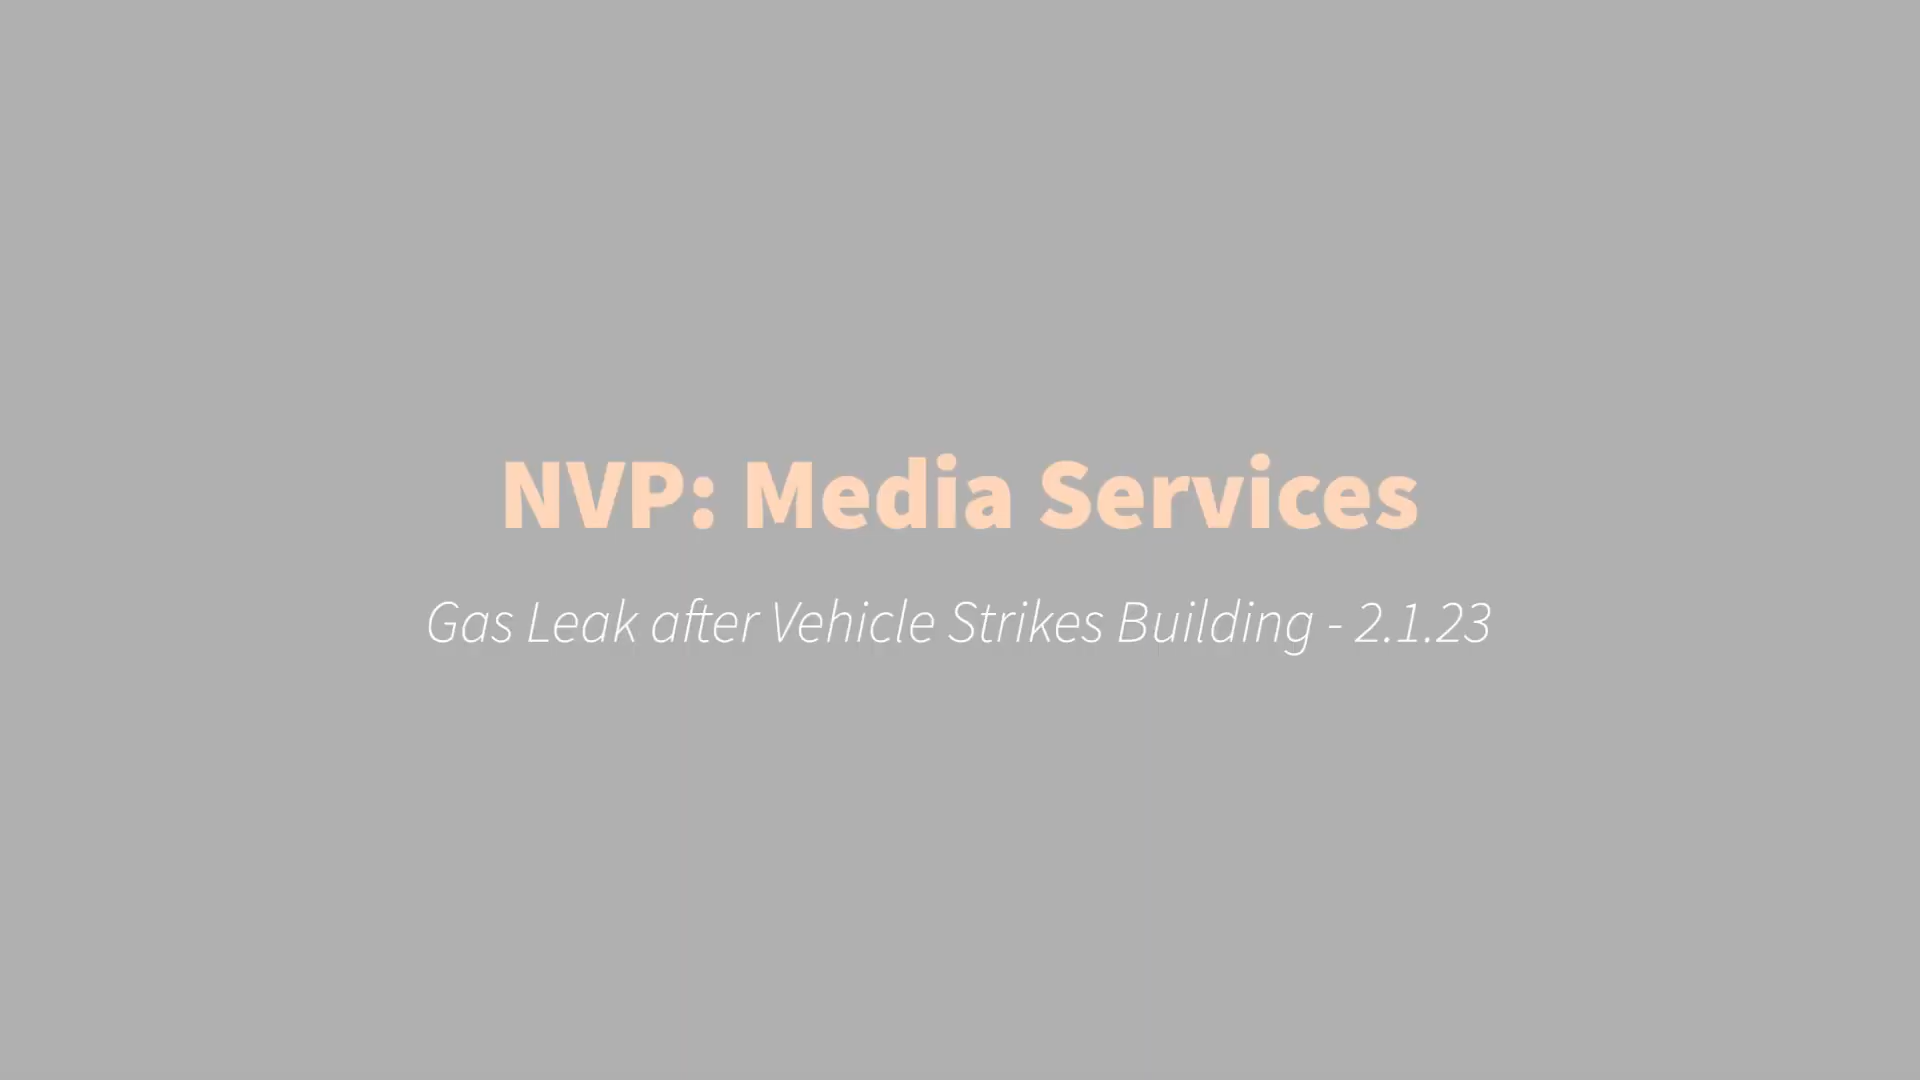 NVP: Media Services
Gas Leak after Vehicle Strikes Building - 2.1.23